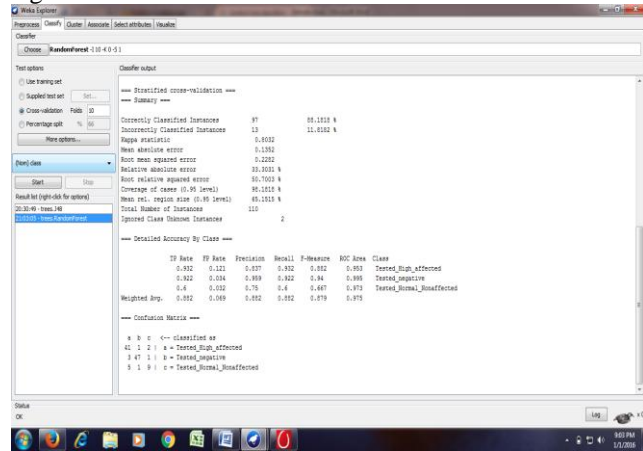 Weka Explorer
Preprocess Classify Cluster Associate Select attributes Visualize
Classifier
Choose RandomForest -I 10 -K 0 -S 1
Test options
Use training set
Supplied test set Set...
Cross-validation Folds 10
Percentage split % 66
More options...
(Nom) class
Start Stop
Result list (right-click for options)
20:30:49 - trees.J48
21:03:05 - trees.RandomForest
Classifier output
=== Stratified cross-validation ===
=== Summary ===
Correctly Classified Instances 97 88.1818 %
Incorrectly Classified Instances 13 11.8182 %
Kappa statistic 0.8032
Mean absolute error 0.1352
Root mean squared error 0.2282
Relative absolute error 33.3031 %
Root relative squared error 50.7003 %
Coverage of cases (0.95 level) 98.1818 %
Mean rel. region size (0.95 level) 65.1515 %
Total Number of Instances 110
Ignored Class Unknown Instances 2
=== Detailed Accuracy By Class ===
TP Rate FP Rate Precision Recall F-Measure ROC Area Class
0.932 0.121 0.837 0.932 0.882 0.953 Tested_High_affected
0.922 0.034 0.959 0.922 0.94 0.995 Tested_negative
0.6 0.032 0.75 0.6 0.667 0.973 Tested_Normal_Nonaffected
Weighted Avg. 0.882 0.069 0.882 0.882 0.879 0.975
=== Confusion Matrix ===
a b c <-- classified as
41 1 2 | a = Tested_High_affected
3 47 1 | b = Tested_negative
5 1 9 | c = Tested_Normal_Nonaffected
Status
OK
Log x 0
9:03 PM
1/1/2016